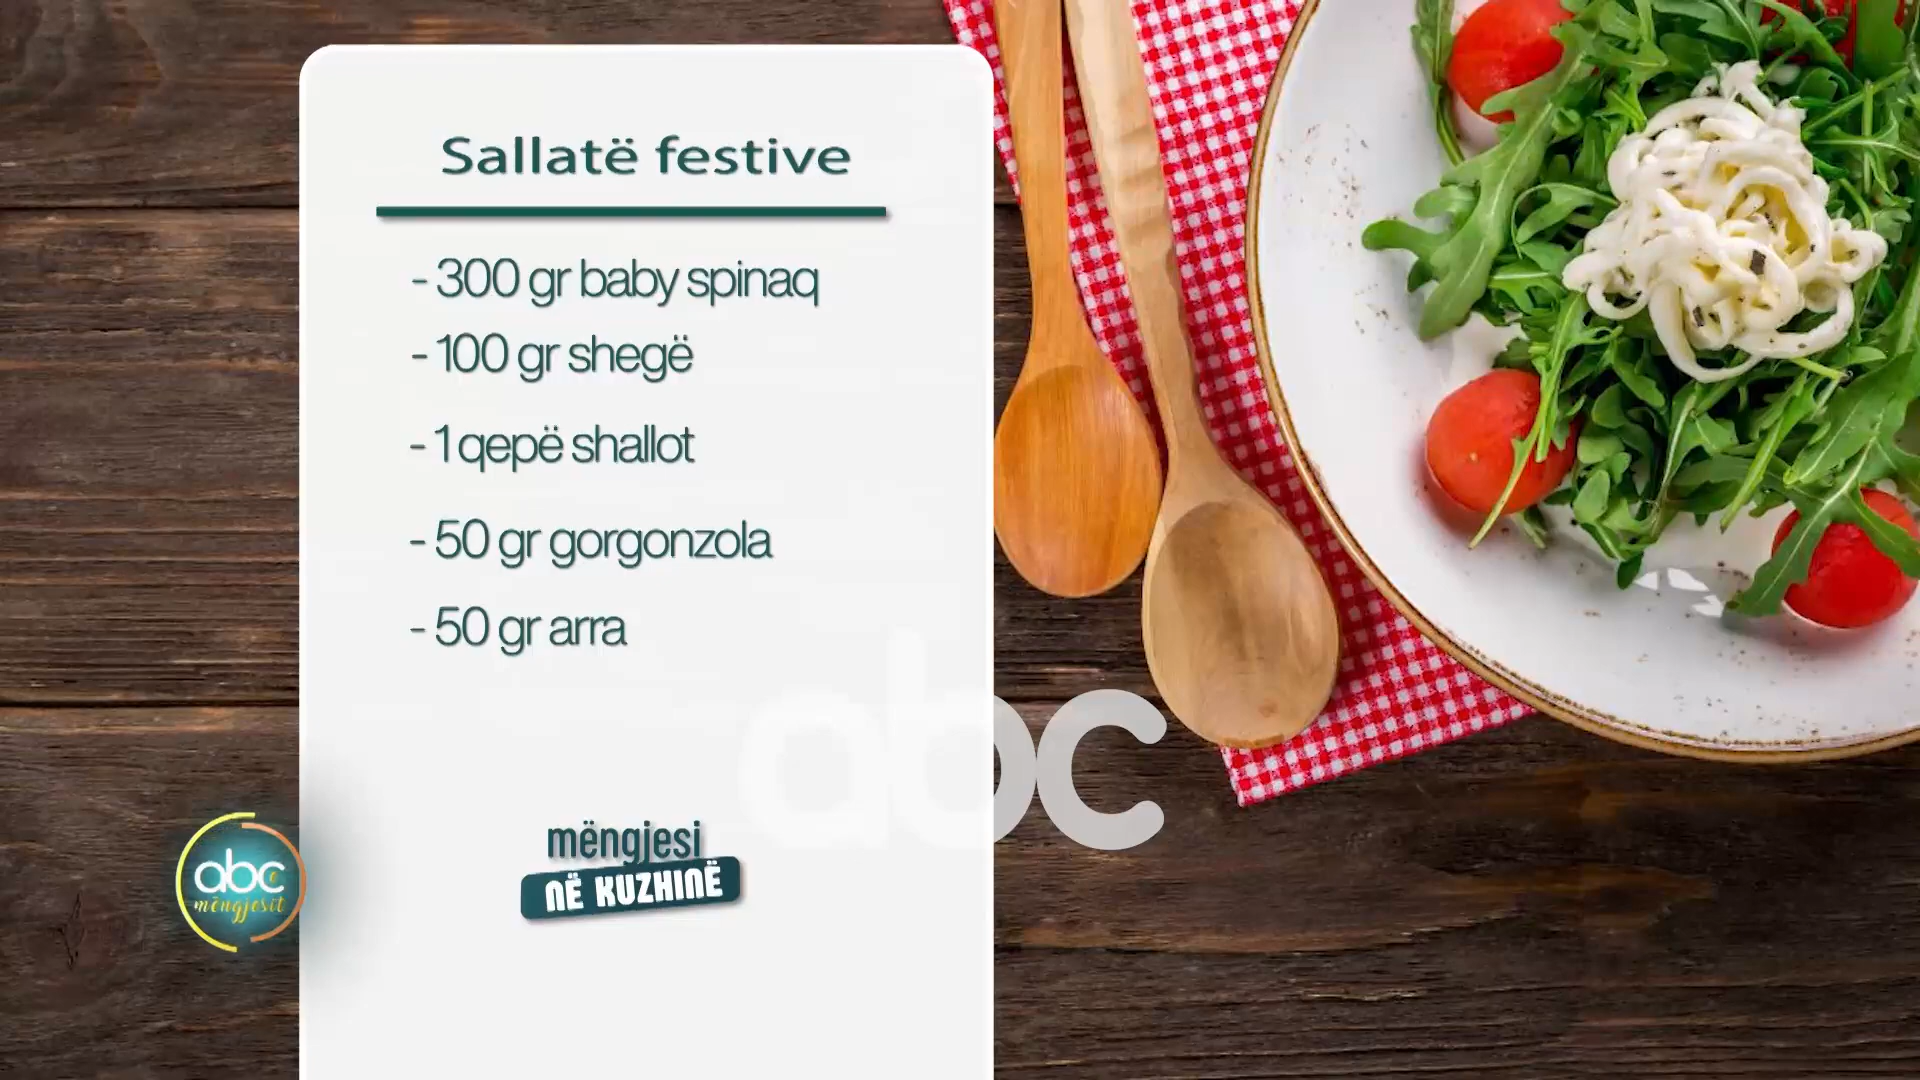 Sallatë festive
- 300 gr baby spinaq
- 100 gr shegë
- 1 qepë shallot
- 50 gr gorgonzola
- 50 gr arra
abc
mëngjesi
NË KUZHINË
abc
mëngjesit